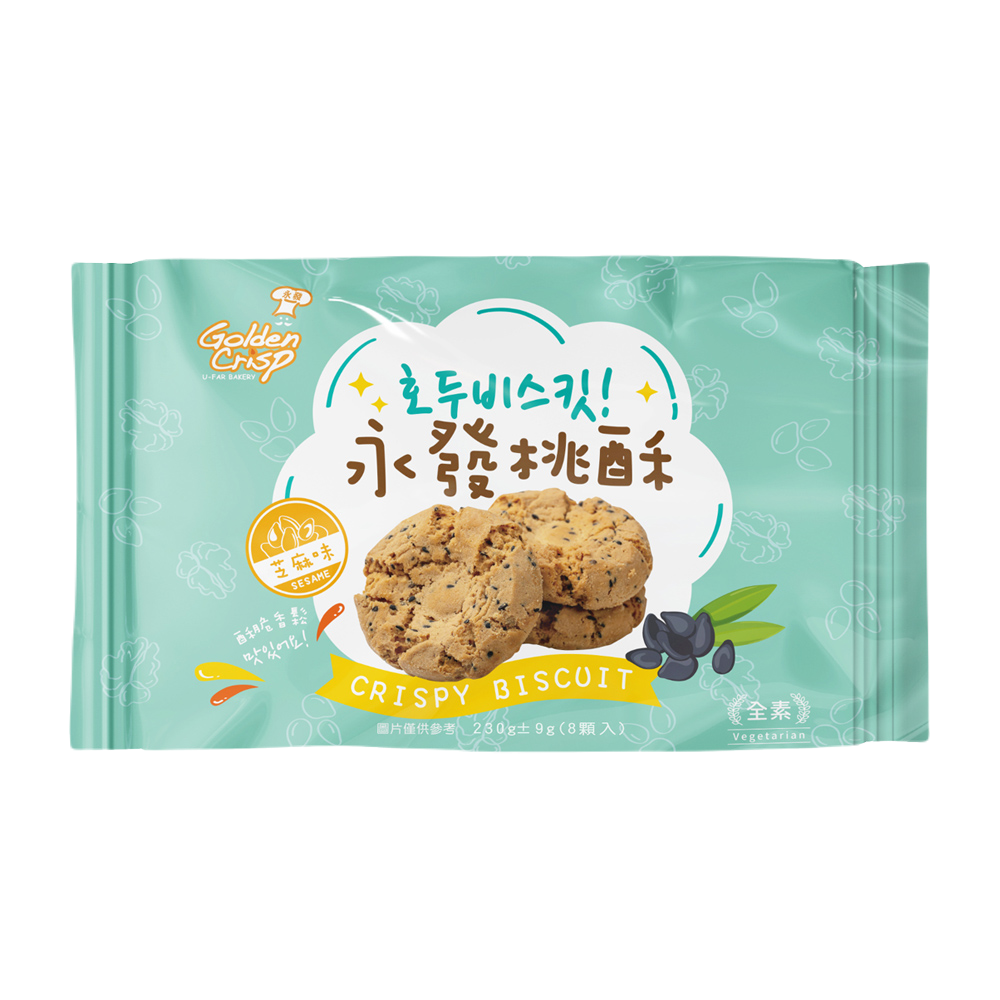 永發
Golden
Crisp
U-FAR BAKERY
호두비스킷!
永發桃酥
芝麻味
SESAME
酥脆香鬆
맛있어요!
CRISPY BISCUIT
圖片僅供參考 230g±9g(8顆入)
全素
Vegetarian